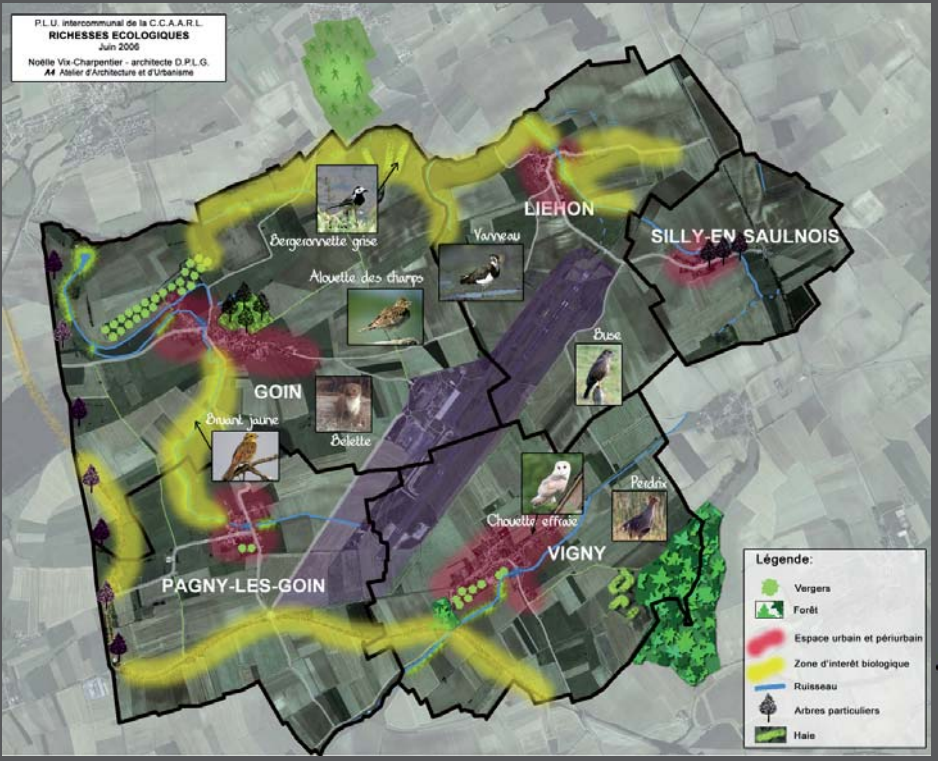 P.L.U. intercommunal de la C.C.A.A.R.L.
RICHESSES ECOLOGIQUES
Juin 2006
Noëlle Vix-Charpentier - architecte D.P.L.G.
A4 Atelier d'Architecture et d'Urbanisme
LIEHON
Bergeronnette grise
Vanneau
SILLY-EN SAULNOIS
Alouette des champs
Buse
GOIN
Bruant jaune
Belette
Perdrix
Chouette effraie
VIGNY
PAGNY-LES-GOIN
Légende:
Vergers
Forêt
Espace urbain et périurbain
Zone d'intérêt biologique
Ruisseau
Arbres particuliers
Haie